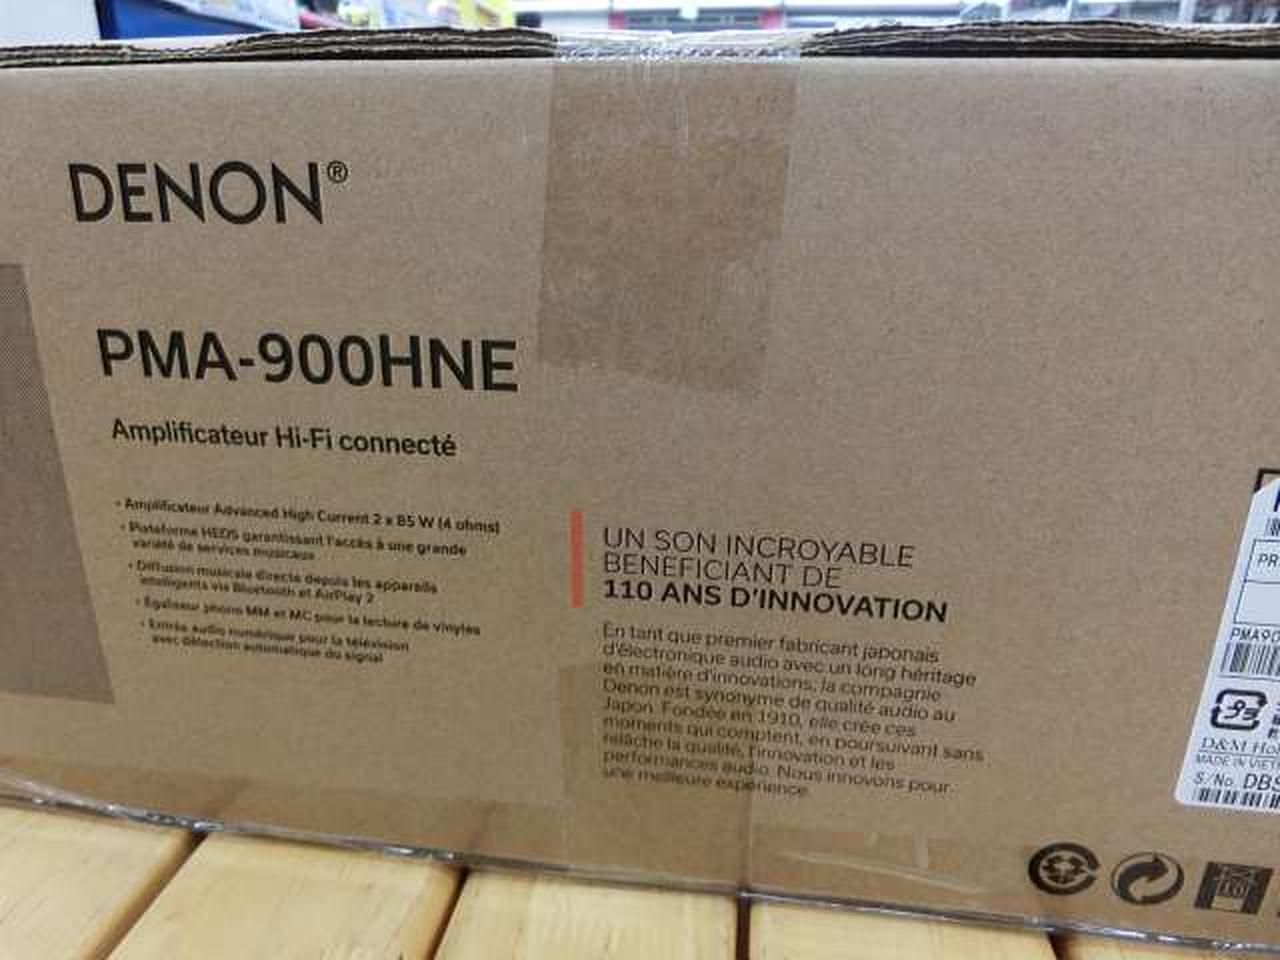 DENON®
PMA-900HNE
Amplificateur Hi-Fi connecté
• Amplificateur Advanced High Current 2 x 85 W (4 ohms)
• Plateforme HEOS garantissant l'accès à une grande
variété de services musicaux
• Diffusion musicale directe depuis les appareils
intelligents via Bluetooth et AirPlay 2
• Égaliseur phono MM et MC pour la lecture de vinyles
• Entrée audio numérique pour la télévision
avec détection automatique du signal
UN SON INCROYABLE
BENEFICIANT DE
110 ANS D'INNOVATION
En tant que premier fabricant japonais
d'électronique audio avec un long héritage
en matière d'innovations, la compagnie
Denon est synonyme de qualité audio au
Japon. Fondée en 1910, elle crée ces
moments qui comptent, en poursuivant sans
relâche la qualité, l'innovation et les
performances audio. Nous innovons pour
une meilleure expérience.
PR
PMA90
D&M Ho
MADE IN VIET
S/No. DBS